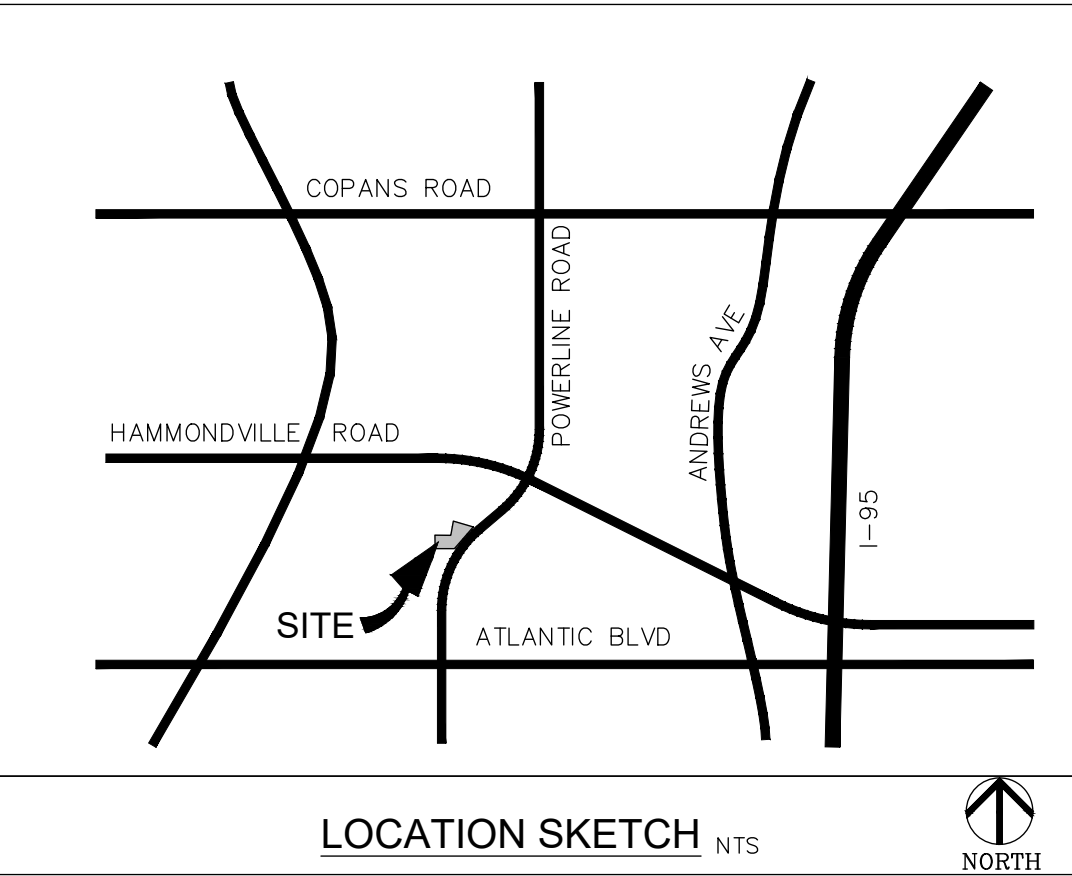 COPANS ROAD
POWERLINE ROAD
ANDREWS AVE
HAMMONDVILLE ROAD
I-95
SITE
ATLANTIC BLVD
LOCATION SKETCH NTS
NORTH